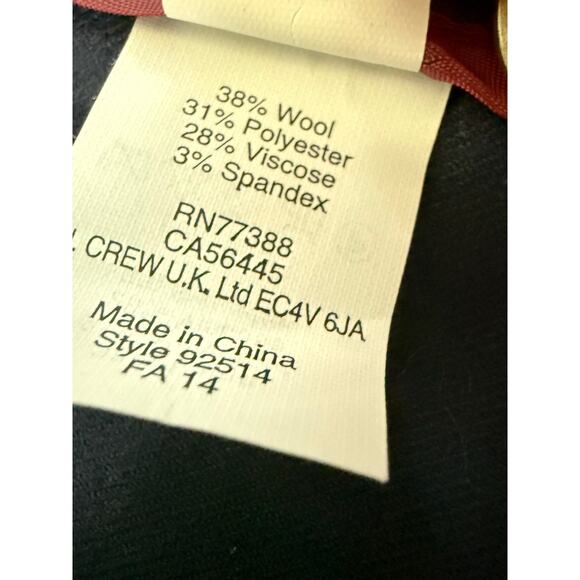 38% Wool
31% Polyester
28% Viscose
3% Spandex
RN77388
CA56445
. CREW U.K. Ltd EC4V 6JA
Made in China
Style 92514
FA 14